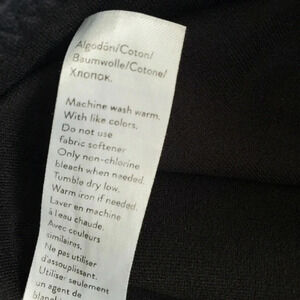 Algodón/Coton/
Baumwolle/Cotone/
Хлопок.
Machine wash warm.
With like colors.
Do not use
fabric softener
Only non-chlorine
bleach when needed.
Tumble dry low.
Warm iron if needed.
Laver en machine
à l'eau chaude.
Avec couleurs
similaires.
Ne pas utiliser
d'assouplissant.
Utiliser seulement
un agent de